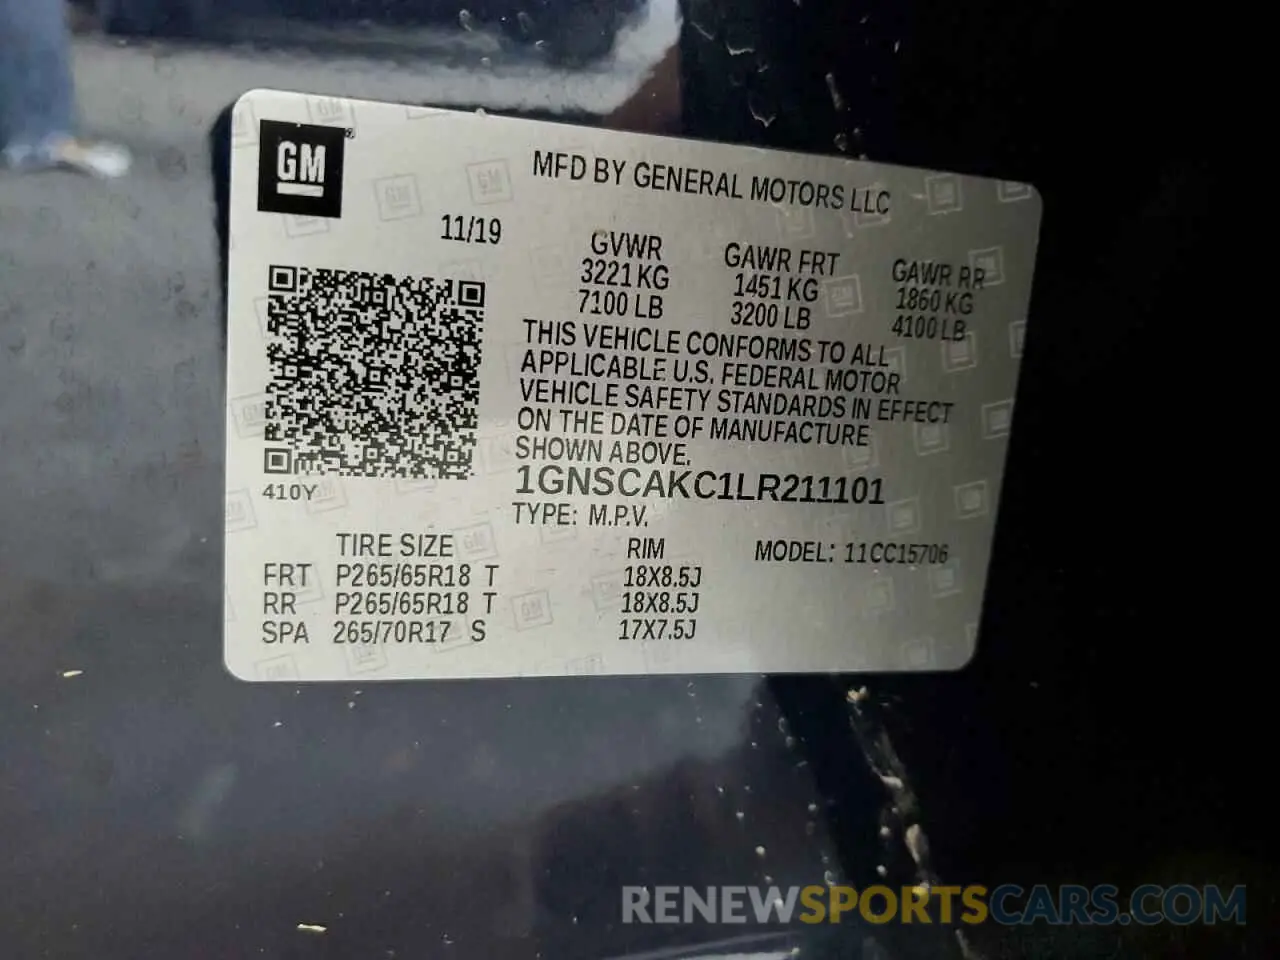 GM
MFD BY GENERAL MOTORS LLC
11/19
GVWR GAWR FRT GAWR RR
3221 KG 1451 KG 1860 KG
7100 LB 3200 LB 4100 LB
THIS VEHICLE CONFORMS TO ALL
APPLICABLE U.S. FEDERAL MOTOR
VEHICLE SAFETY STANDARDS IN EFFECT
ON THE DATE OF MANUFACTURE
SHOWN ABOVE.
410Y
1GNSCAKC1LR211101
TYPE: M.P.V.
TIRE SIZE RIM MODEL: 11CC15706
FRT P265/65R18 T 18X8.5J
RR P265/65R18 T 18X8.5J
SPA 265/70R17 S 17X7.5J
RENEWSPORTSCARS.COM